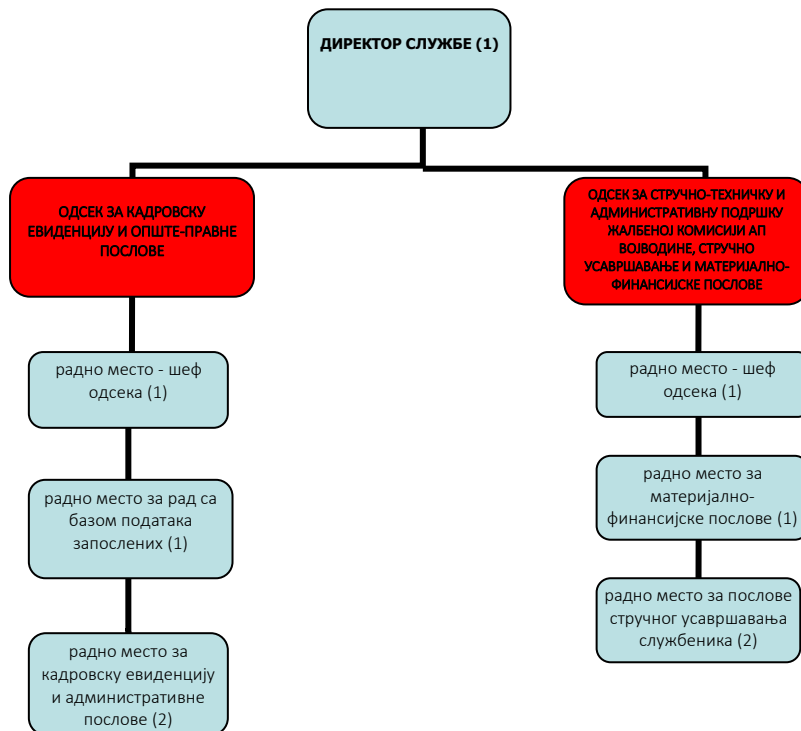 ДИРЕКТОР СЛУЖБЕ (1)
ОДСЕК ЗА КАДРОВСКУ
ЕВИДЕНЦИЈУ И ОПШТЕ-ПРАВНЕ
ПОСЛОВЕ
радно место - шеф
одсека (1)
радно место за рад са
базом података
запослених (1)
радно место за
кадровску евиденцију
и административне
послове (2)
ОДСЕК ЗА СТРУЧНО-ТЕХНИЧКУ И
АДМИНИСТРАТИВНУ ПОДРШКУ
ЖАЛБЕНОЈ КОМИСИЈИ АП
ВОЈВОДИНЕ, СТРУЧНО
УСАВРШАВАЊЕ И МАТЕРИЈАЛНО-
ФИНАНСИЈСКЕ ПОСЛОВЕ
радно место - шеф
одсека (1)
радно место за
материјално-
финансијске послове (1)
радно место за послове
стручног усавршавања
службеника (2)